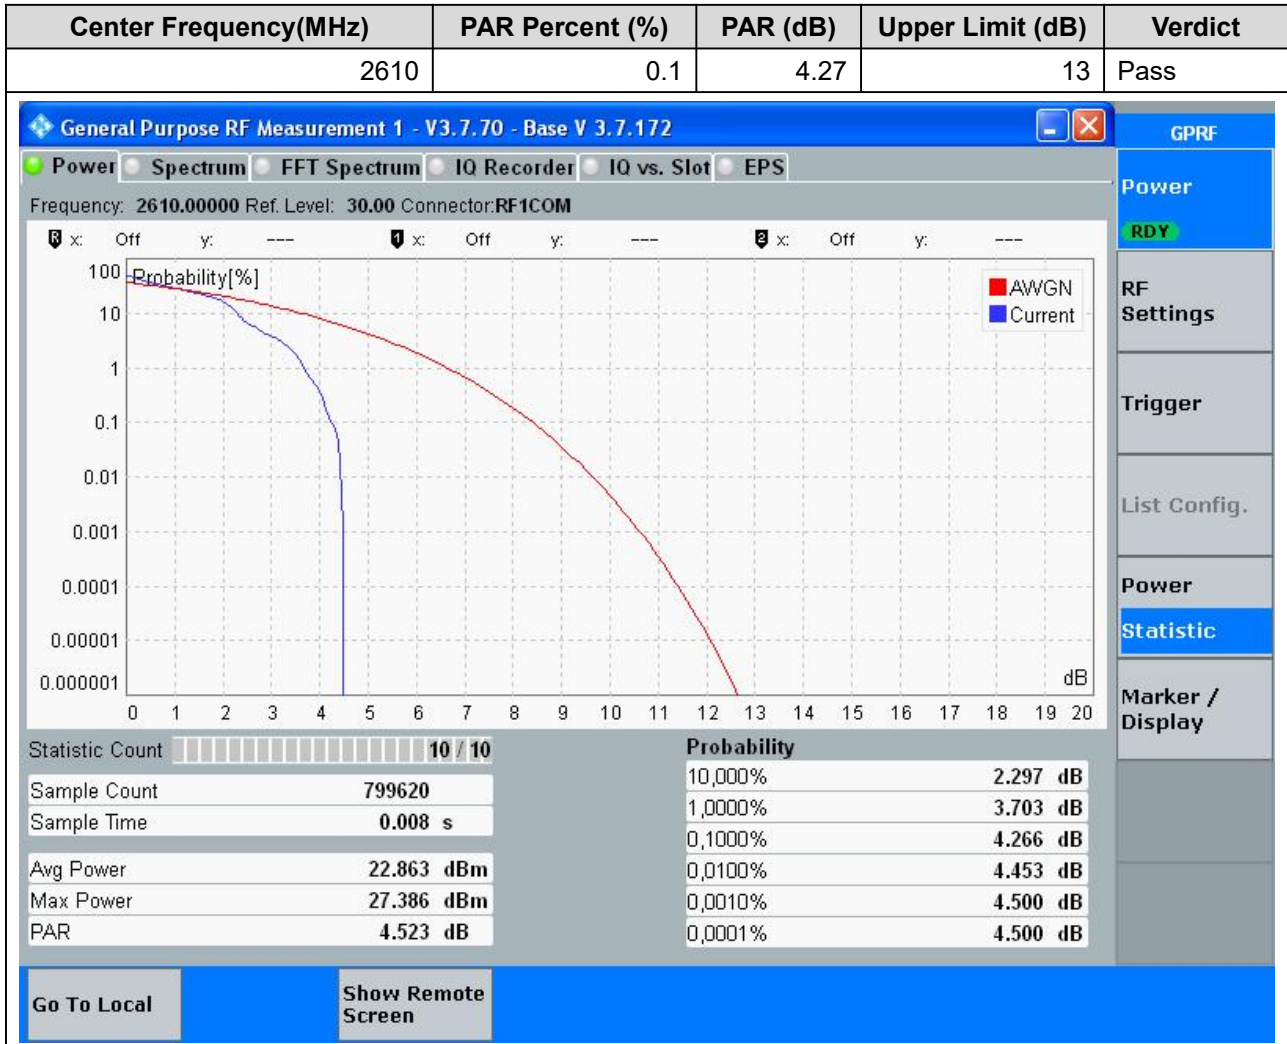 Center Frequency(MHz) PAR Percent (%) PAR (dB) Upper Limit (dB) Verdict
2610 0.1 4.27 13 Pass
General Purpose RF Measurement 1 - V3.7.70 - Base V 3.7.172
GPRF
Power Spectrum FFT Spectrum IQ Recorder IQ vs. Slot EPS
Power
RDY
Frequency: 2610.00000 Ref. Level: 30.00 Connector:RF1COM
R x: Off y: --- 1 x: Off y: --- 2 x: Off y: ---
Probability[%]
AWGN
Current
100
10
1
0.1
0.01
0.001
0.0001
0.00001
0.000001
dB
0 1 2 3 4 5 6 7 8 9 10 11 12 13 14 15 16 17 18 19 20
RF
Settings
Trigger
List Config.
Power
Statistic
Marker /
Display
Statistic Count 10 / 10
Sample Count 799620
Sample Time 0.008 s
Avg Power 22.863 dBm
Max Power 27.386 dBm
PAR 4.523 dB
Probability
10,000% 2.297 dB
1,0000% 3.703 dB
0,1000% 4.266 dB
0,0100% 4.453 dB
0,0010% 4.500 dB
0,0001% 4.500 dB
Go To Local
Show Remote
Screen